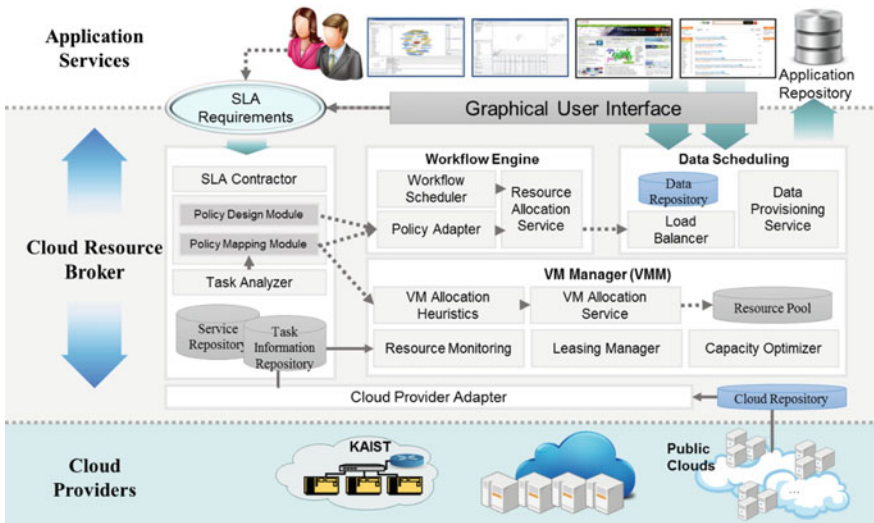 Application
Services
Application
Repository
SLA
Requirements
Graphical User Interface
Cloud Resource
Broker
SLA Contractor
Policy Design Module
Policy Mapping Module
Task Analyzer
Service
Repository
Task
Information
Repository
Workflow Engine
Workflow
Scheduler
Policy Adapter
Resource
Allocation
Service
Data Scheduling
Data
Repository
Load
Balancer
Data
Provisioning
Service
VM Manager (VMM)
VM Allocation
Heuristics
VM Allocation
Service
Resource Pool
Resource Monitoring
Leasing Manager
Capacity Optimizer
Cloud Provider Adapter
Cloud Repository
Cloud
Providers
KAIST
Public
Clouds